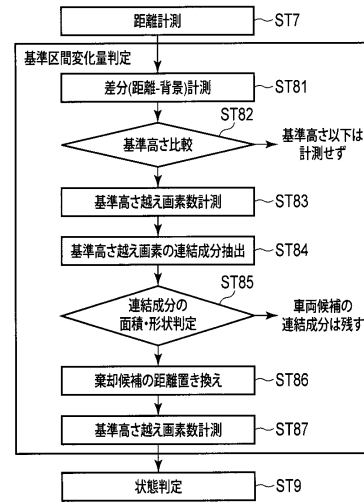 距離計測
ST7
基準区間変化量判定
差分(距離-背景)計測
ST81
ST82
基準高さ比較
基準高さ以下は
計測せず
基準高さ越え画素数計測
ST83
基準高さ越え画素の連結成分抽出
ST84
ST85
連結成分の
面積・形状判定
車両候補の
連結成分は残す
棄却候補の距離置き換え
ST86
基準高さ越え画素数計測
ST87
状態判定
ST9